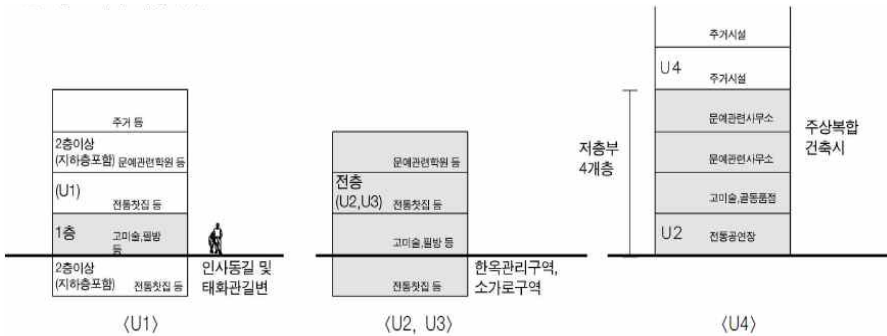 주거 등
2층이상
(지하층포함) 문예관련학원 등
(U1) 전통찻집 등
1층 고미술,필방
등
2층이상
(지하층포함) 전통찻집 등
인사동길 및
태화관길변
〈U1〉
문예관련학원 등
전층
(U2,U3) 전통찻집 등
고미술,필방 등
전통찻집 등
한옥관리구역,
소가로구역
〈U2, U3〉
주거시설
U4
주거시설
문예관련사무소
문예관련사무소
고미술,골동품점
U2 전통공연장
저층부
4개층
주상복합
건축시
〈U4〉